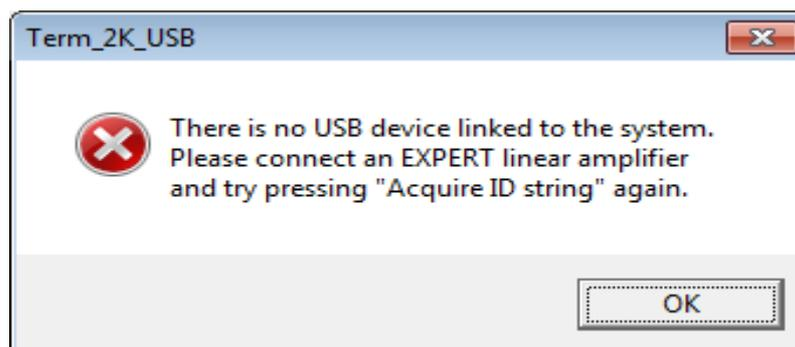 Term_2K_USB
There is no USB device linked to the system.
Please connect an EXPERT linear amplifier
and try pressing "Acquire ID string" again.
OK